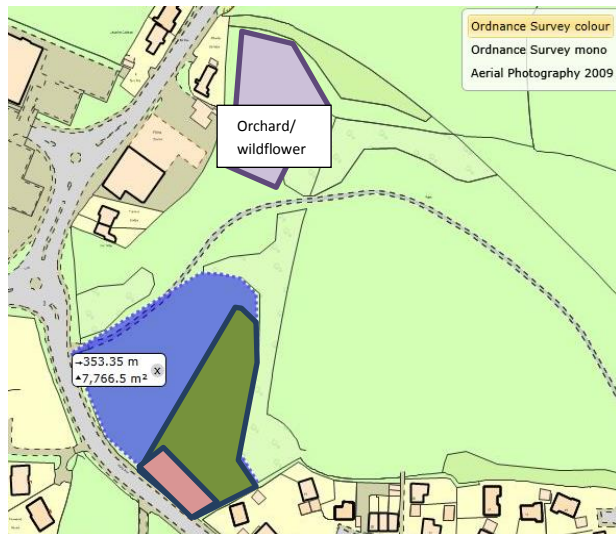 Ordnance Survey colour
Ordnance Survey mono
Aerial Photography 2009
Orchard/
wildflower
353.35 m
7,766.5 m²
X